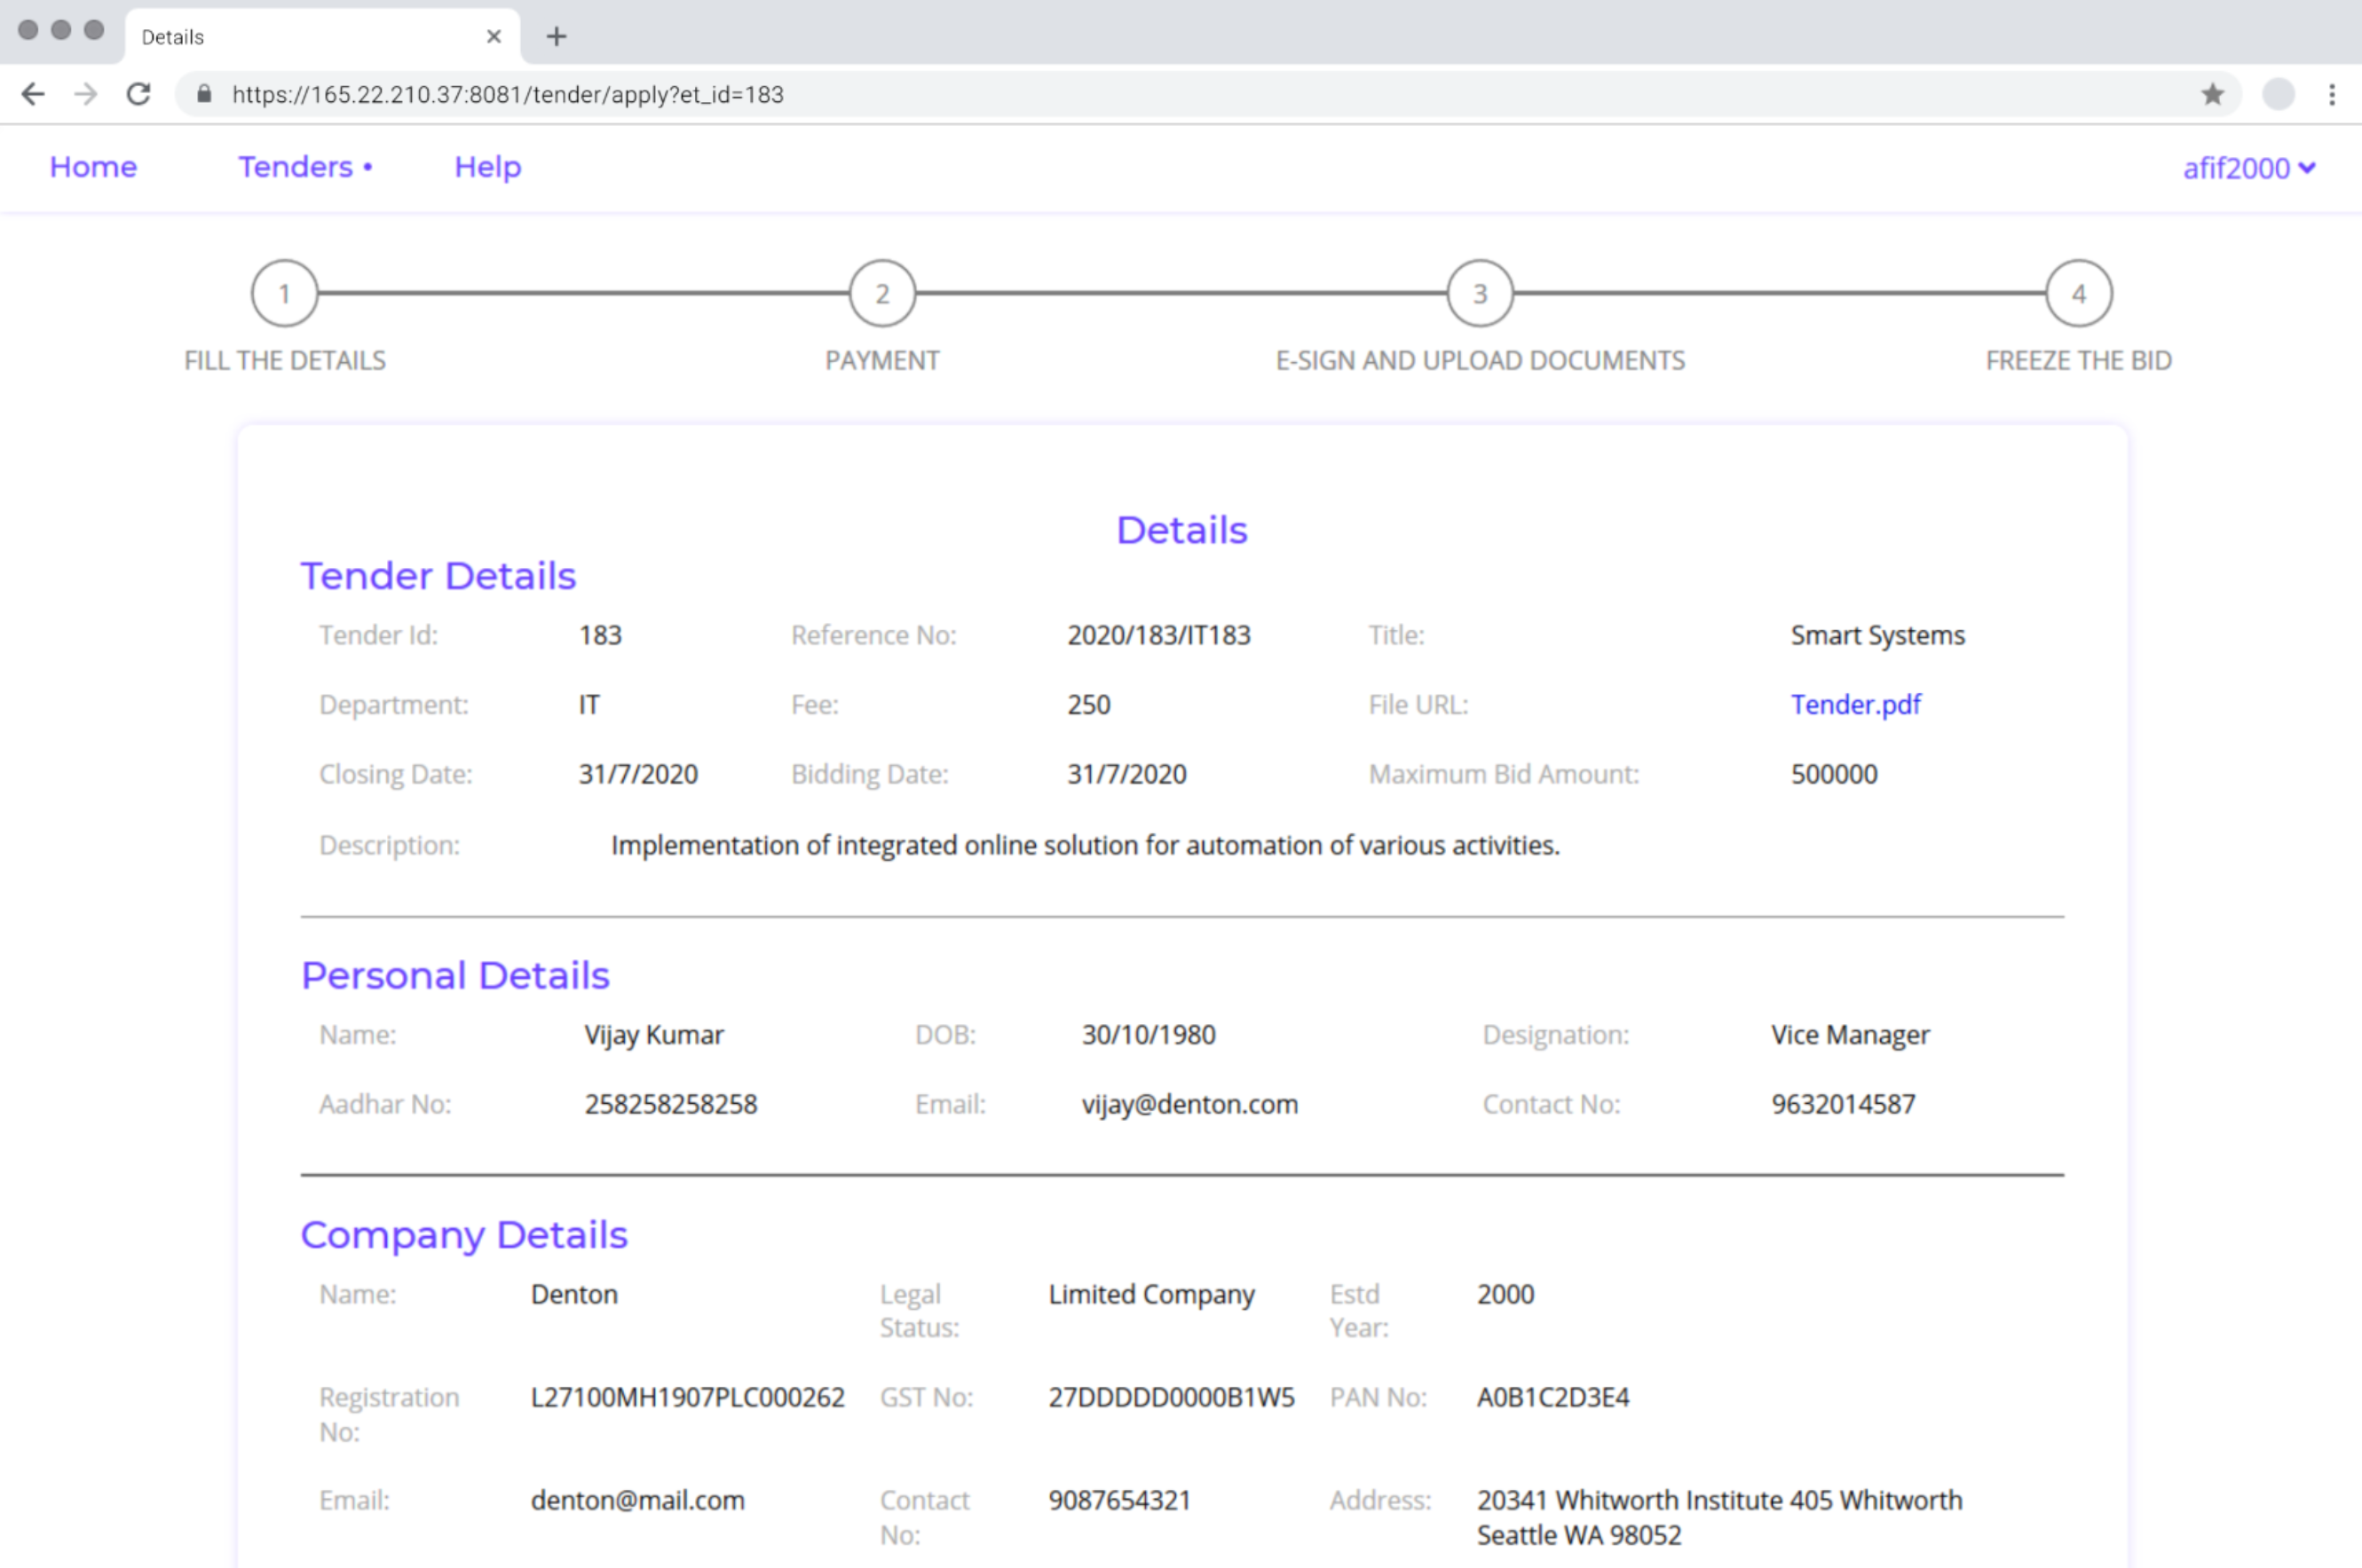 Details
https://165.22.210.37:8081/tender/apply?et_id=183
Home Tenders • Help afif2000
1 2 3 4
FILL THE DETAILS PAYMENT E-SIGN AND UPLOAD DOCUMENTS FREEZE THE BID
Details
Tender Details
Tender Id: 183 Reference No: 2020/183/IT183 Title: Smart Systems
Department: IT Fee: 250 File URL: Tender.pdf
Closing Date: 31/7/2020 Bidding Date: 31/7/2020 Maximum Bid Amount: 500000
Description: Implementation of integrated online solution for automation of various activities.
Personal Details
Name: Vijay Kumar DOB: 30/10/1980 Designation: Vice Manager
Aadhar No: 258258258258 Email: vijay@denton.com Contact No: 9632014587
Company Details
Name: Denton Legal Status: Limited Company Estd Year: 2000
Registration No: L27100MH1907PLC000262 GST No: 27DDDDD0000B1W5 PAN No: A0B1C2D3E4
Email: denton@mail.com Contact No: 9087654321 Address: 20341 Whitworth Institute 405 Whitworth
Seattle WA 98052